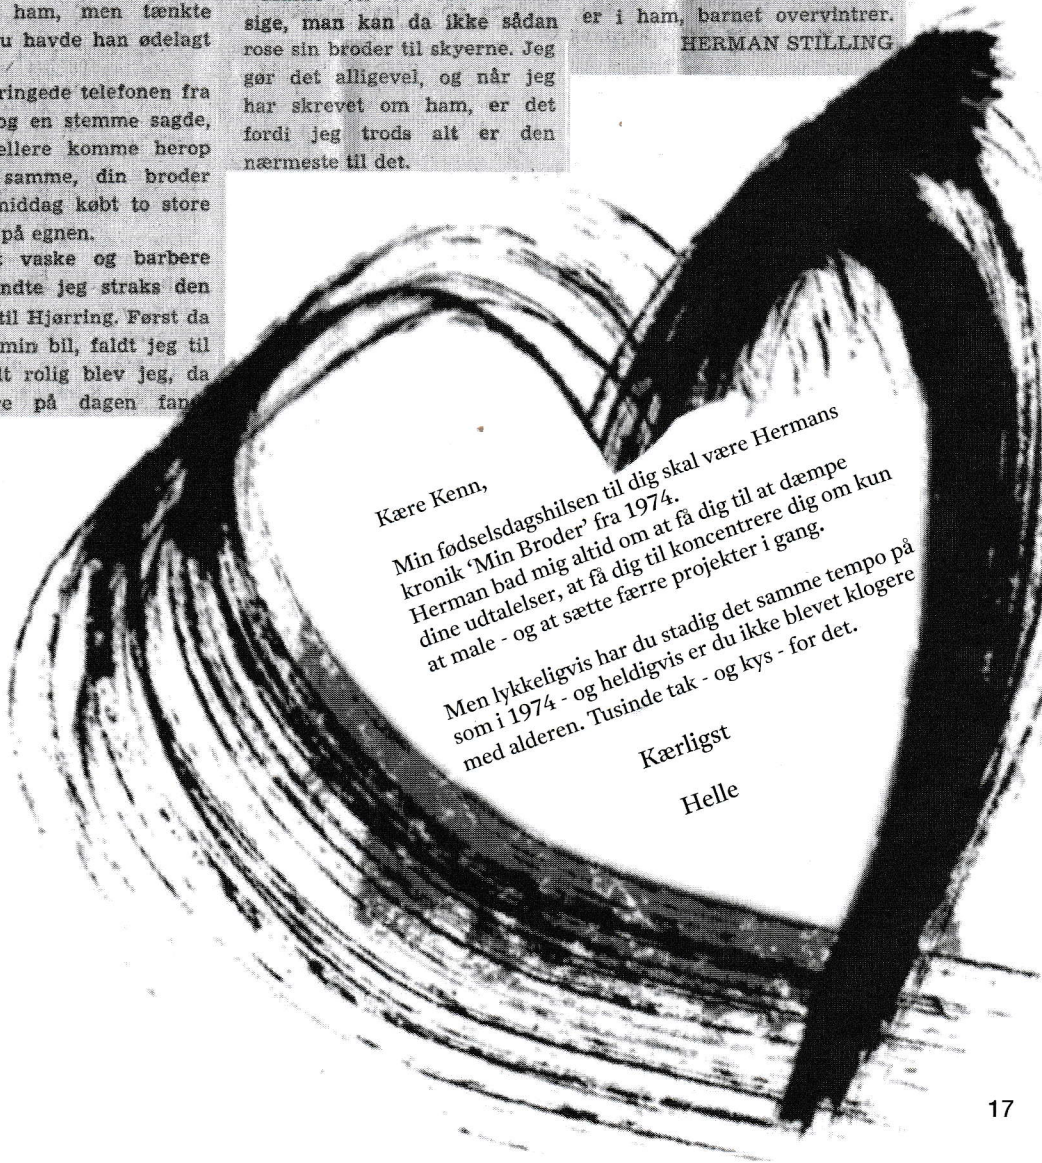 ham, men tænkte
u havde han ødelagt
ringede telefonen fra
og en stemme sagde,
ellere komme herop
samme, din broder
middag købt to store
på egnen.
vaske og barbere
ndte jeg straks den
til Hjørring. Først da
min bil, faldt jeg til
lt rolig blev jeg, da
e på dagen fan
sige, man kan da ikke sådan
rose sin broder til skyerne. Jeg
gør det alligevel, og når jeg
har skrevet om ham, er det
fordi jeg trods alt er den
nærmeste til det.
er i ham, barnet overvintrer.
HERMAN STILLING
Kære Kenn,
Min fødselsdagshilsen til dig skal være Hermans
kronik ‘Min Broder’ fra 1974.
Herman bad mig altid om at få dig til at dæmpe
dine udtalelser, at få dig til koncentrere dig om kun
at male - og at sætte færre projekter i gang.
Men lykkeligvis har du stadig det samme tempo på
som i 1974 - og heldigvis er du ikke blevet klogere
med alderen. Tusinde tak - og kys - for det.
Kærligst
Helle
17